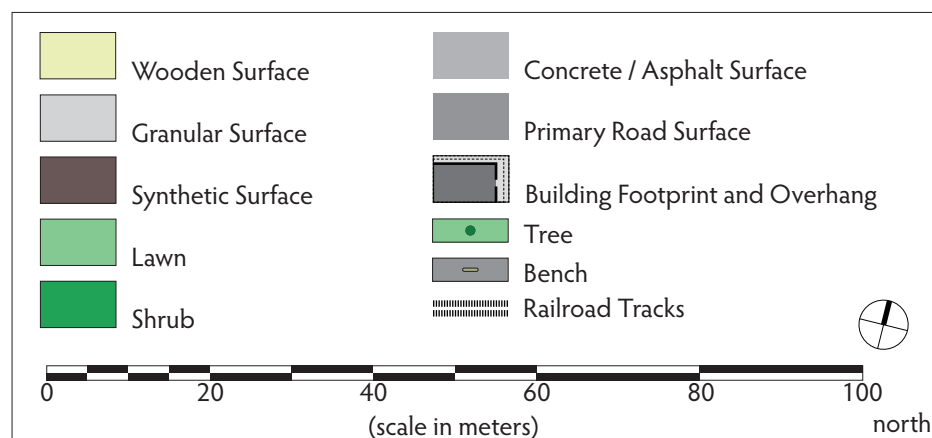 Wooden Surface
Granular Surface
Synthetic Surface
Lawn
Shrub
Concrete / Asphalt Surface
Primary Road Surface
Building Footprint and Overhang
Tree
Bench
Railroad Tracks
0 20 40 60 80 100
(scale in meters)
north